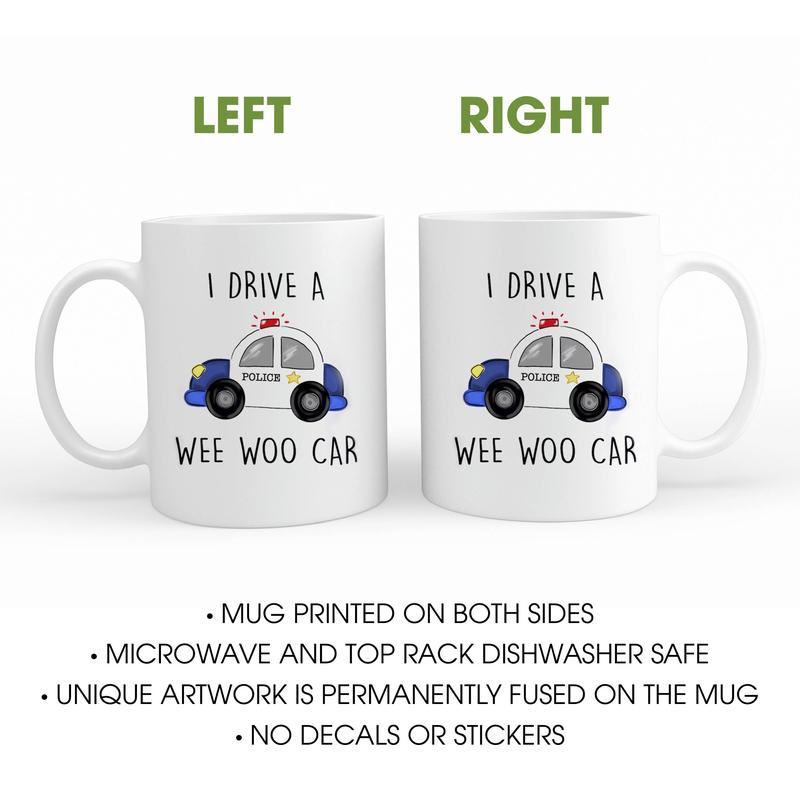 LEFT
RIGHT
I DRIVE A
POLICE
WEE WOO CAR
I DRIVE A
POLICE
WEE WOO CAR
• MUG PRINTED ON BOTH SIDES
• MICROWAVE AND TOP RACK DISHWASHER SAFE
• UNIQUE ARTWORK IS PERMANENTLY FUSED ON THE MUG
• NO DECALS OR STICKERS